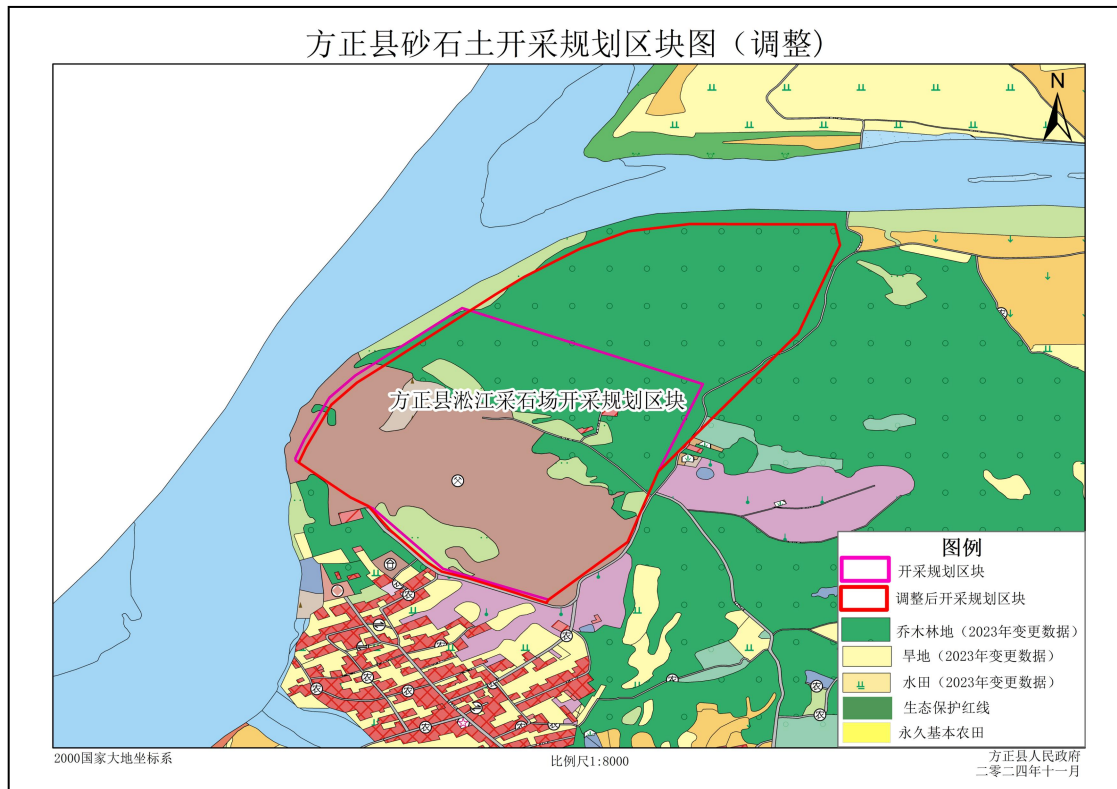 方正县砂石土开采规划区块图（调整)
N
方正县淞江采石场开采规划区块
图例
开采规划区块
调整后开采规划区块
乔木林地（2023年变更数据）
旱地（2023年变更数据）
水田（2023年变更数据）
生态保护红线
永久基本农田
2000国家大地坐标系
比例尺1:8000
方正县人民政府
二零二四年十一月